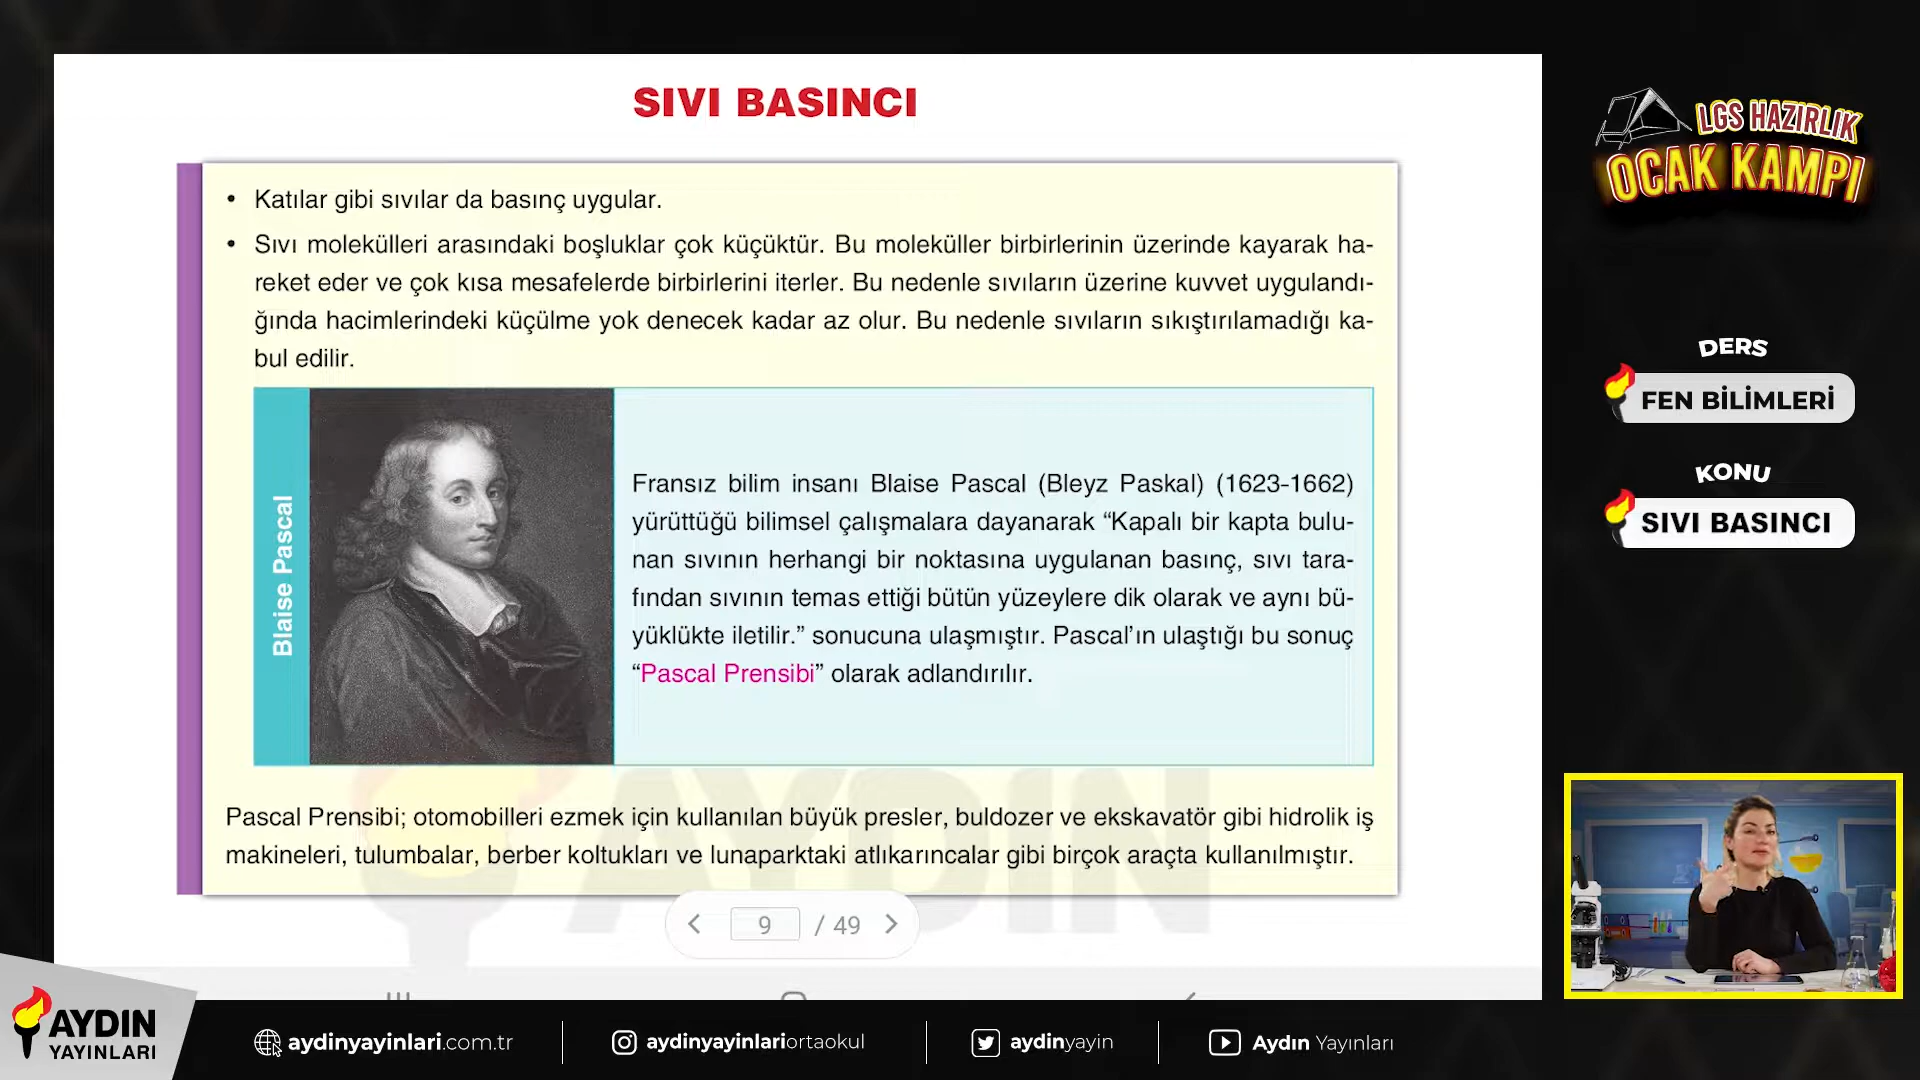 SIVI BASINCI
• Katılar gibi sıvılar da basınç uygular.
• Sıvı molekülleri arasındaki boşluklar çok küçüktür. Bu moleküller birbirlerinin üzerinde kayarak ha-
reket eder ve çok kısa mesafelerde birbirlerini iterler. Bu nedenle sıvıların üzerine kuvvet uygulandı-
ğında hacimlerindeki küçülme yok denecek kadar az olur. Bu nedenle sıvıların sıkıştırılamadığı ka-
bul edilir.
Blaise Pascal
Fransız bilim insanı Blaise Pascal (Bleyz Paskal) (1623-1662)
yürüttüğü bilimsel çalışmalara dayanarak “Kapalı bir kapta bulu-
nan sıvının herhangi bir noktasına uygulanan basınç, sıvı tara-
fından sıvının temas ettiği bütün yüzeylere dik olarak ve aynı bü-
yüklükte iletilir.” sonucuna ulaşmıştır. Pascal’ın ulaştığı bu sonuç
“Pascal Prensibi” olarak adlandırılır.
Pascal Prensibi; otomobilleri ezmek için kullanılan büyük presler, buldozer ve ekskavatör gibi hidrolik iş
makineleri, tulumbalar, berber koltukları ve lunaparktaki atlıkarıncalar gibi birçok araçta kullanılmıştır.
AYDIN
9 / 49
LGS HAZIRLIK
OCAK KAMPI
DERS
FEN BİLİMLERİ
KONU
SIVI BASINCI
AYDIN
YAYINLARI
aydinyayinlari.com.tr
aydinyayinlariortaokul
aydinyayin
Aydın Yayınları